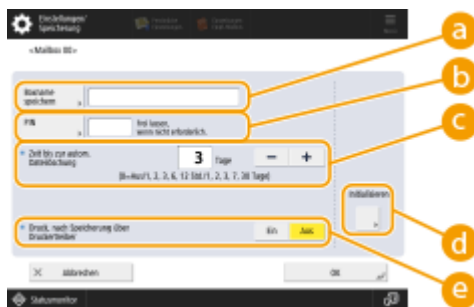 Einstellungen/
Speicherung
<Mailbox 00>
a
Boxname
speichern
b
PIN
Frei lassen,
wenn nicht erforderlich.
c
Zeit bis zur autom.
Dateilöschung
3 Tage
− +
(0=Aus/1, 2, 3, 6, 12 Std./1, 2, 3, 7, 30 Tage)
Initialisieren
d
Druck, nach Speicherung über
Druckertreiber
Ein Aus
e
Abbrechen OK
Statusmonitor